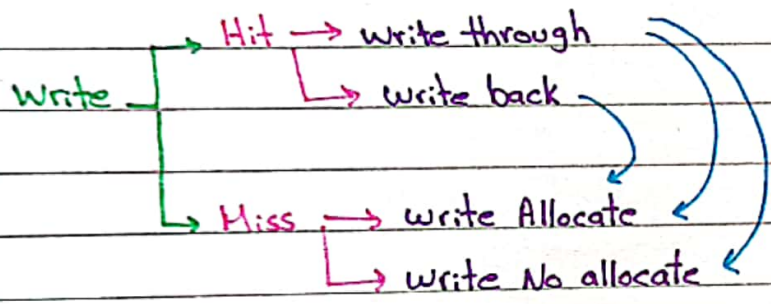 Hit → write through
write
write back
Miss → write Allocate
write No allocate